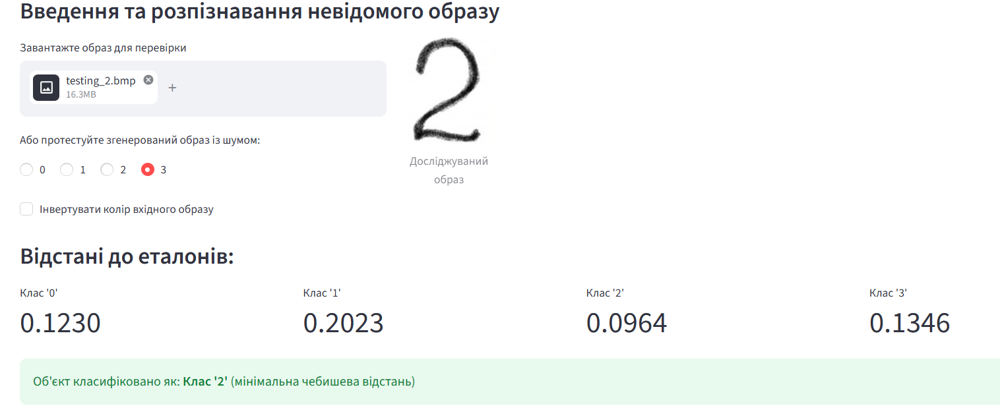 Введення та розпізнавання невідомого образу
Завантажте образ для перевірки
testing_2.bmp
16.3MB
+
2
Досліджуваний
образ
Або протестуйте згенерований образ із шумом:
0 1 2 3
Інвертувати колір вхідного образу
Відстані до еталонів:
Клас '0' Клас '1' Клас '2' Клас '3'
0.1230 0.2023 0.0964 0.1346
Об'єкт класифіковано як: Клас '2' (мінімальна чебишева відстань)